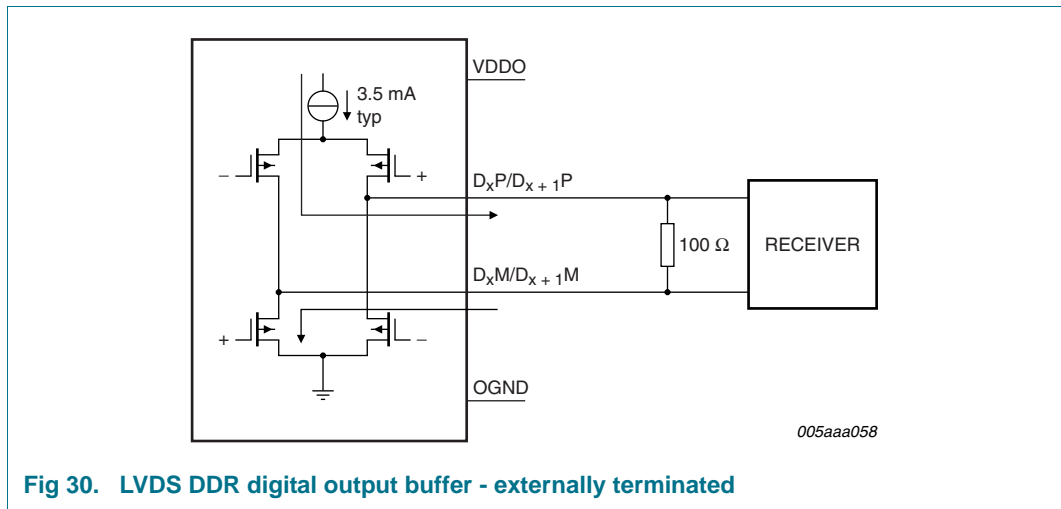 VDDO
3.5 mA
typ
− +
DxP/Dx + 1P
100 Ω
RECEIVER
DxM/Dx + 1M
+ −
OGND
005aaa058
Fig 30. LVDS DDR digital output buffer - externally terminated